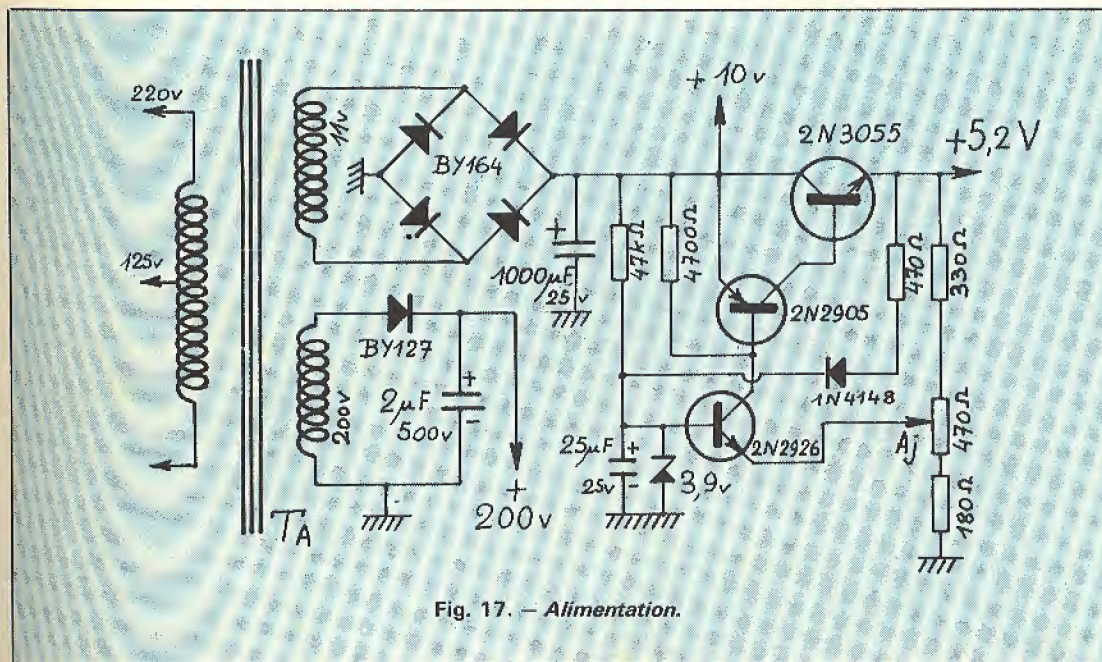 220v
125v
TA
11v
BY164
200v
BY127
2µF
500v
+
-
+
200v
+
1000µF
25v
47kΩ
4700Ω
+ 10v
2N3055
+5,2V
2N2905
470Ω
330Ω
1N4148
2N2926
Aj
470Ω
180Ω
25µF
25v
+
-
3,9v
Fig. 17. — Alimentation.